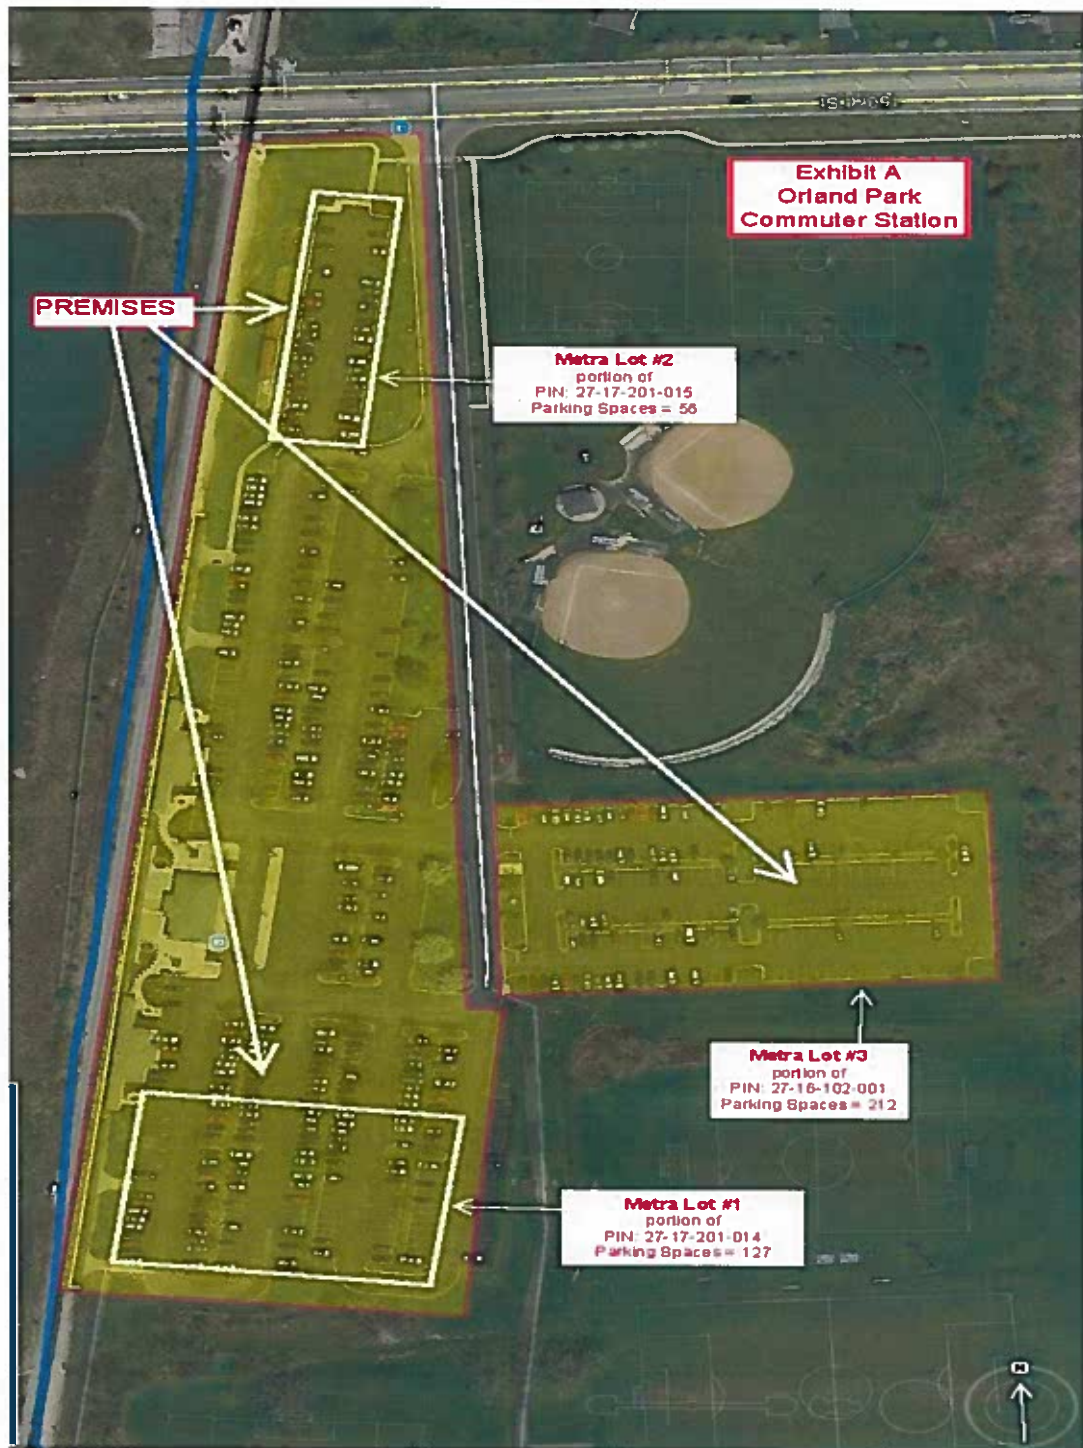 Exhibit A
Orland Park
Commuter Station
PREMISES
Metra Lot #2
portion of
PIN: 27-17-201-015
Parking Spaces = 56
Metra Lot #3
portion of
PIN: 27-16-102-001
Parking Spaces = 212
Metra Lot #1
portion of
PIN: 27-17-201-014
Parking Spaces = 127